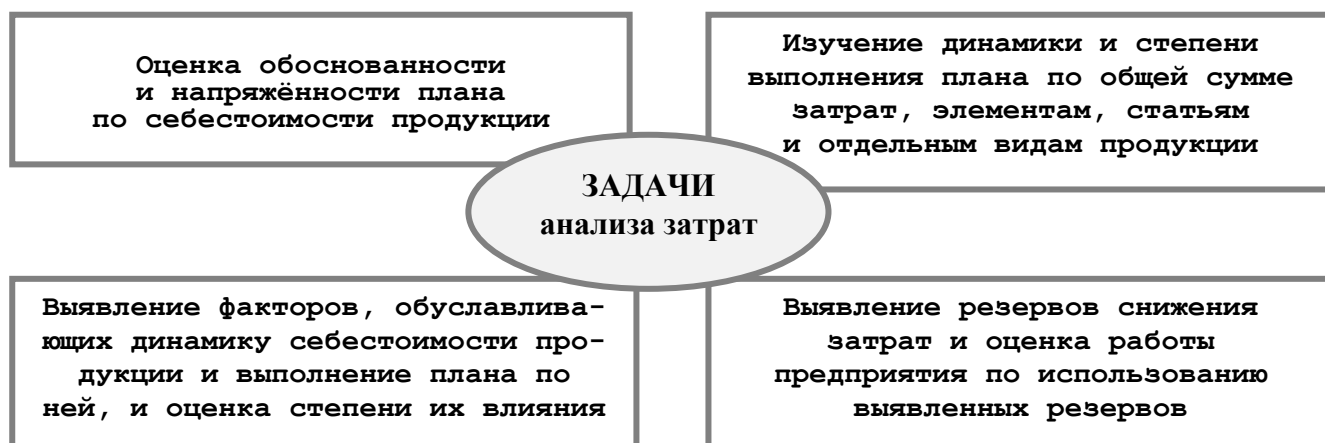 Оценка обоснованности
и напряжённости плана
по себестоимости продукции
Изучение динамики и степени
выполнения плана по общей сумме
затрат, элементам, статьям
и отдельным видам продукции
ЗАДАЧИ
анализа затрат
Выявление факторов, обуславлива-
ющих динамику себестоимости про-
дукции и выполнение плана по
ней, и оценка степени их влияния
Выявление резервов снижения
затрат и оценка работы
предприятия по использованию
выявленных резервов